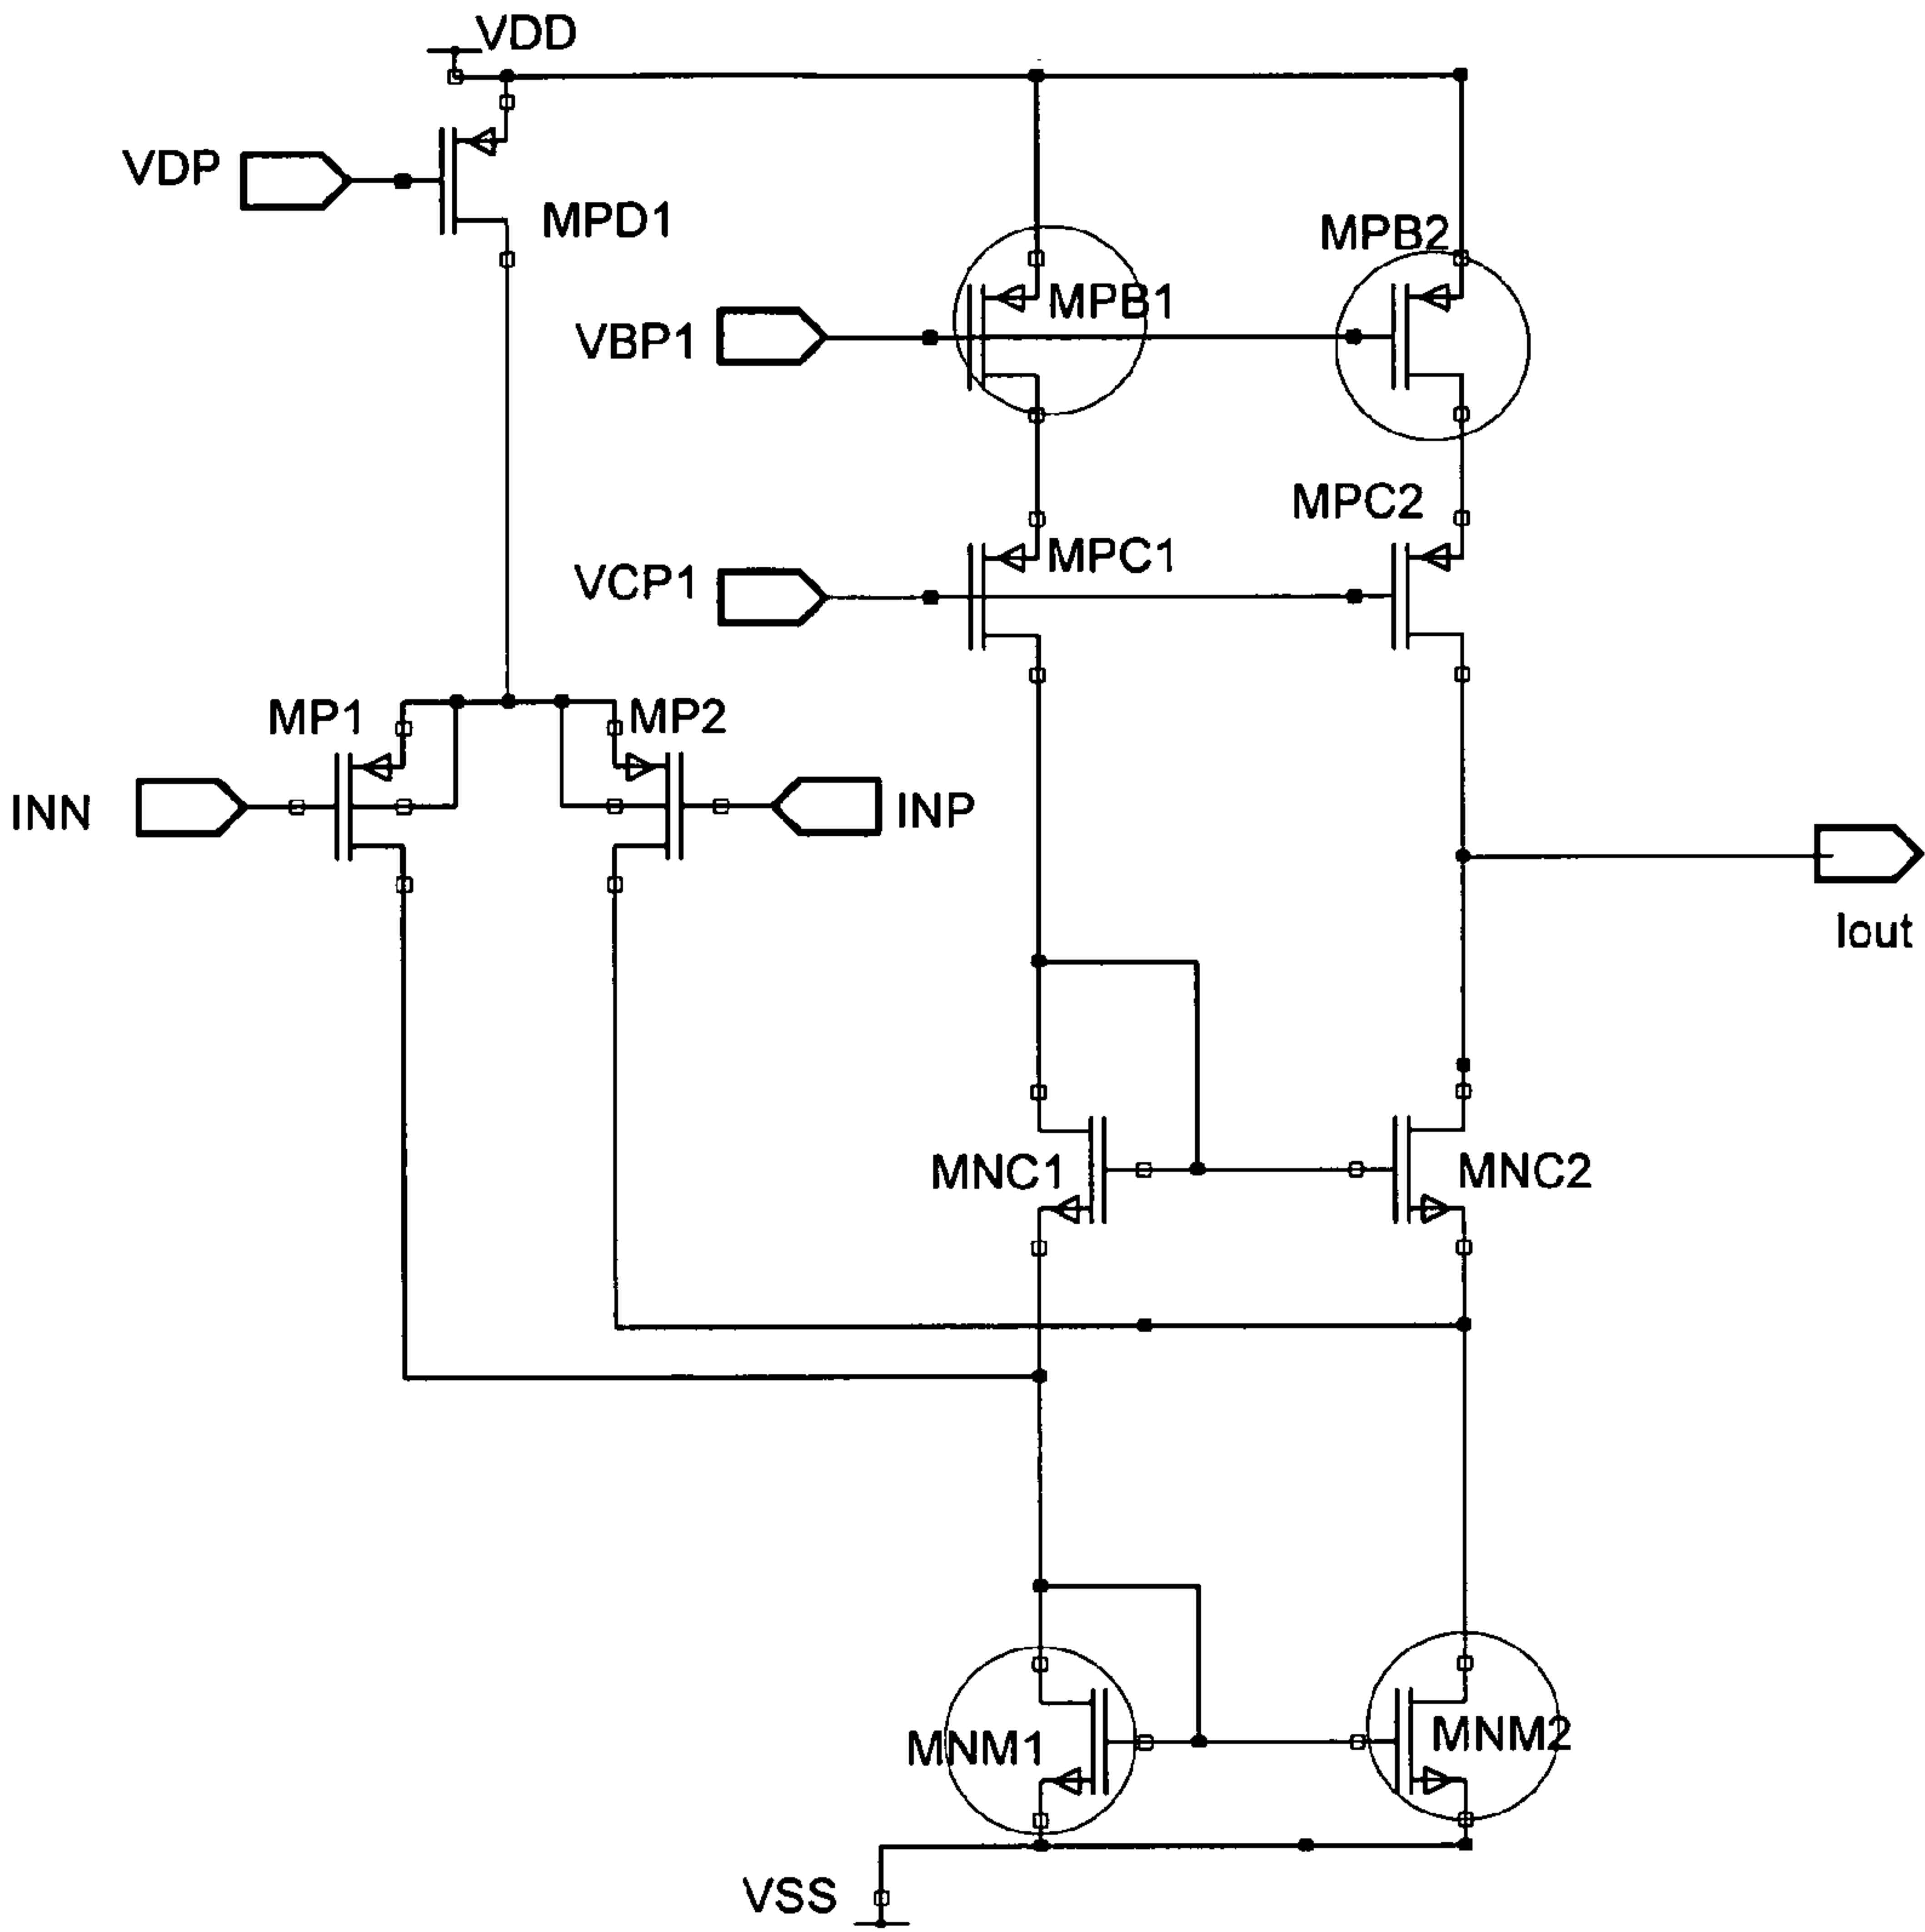 VDD
VDP
MPD1
MPB2
MPB1
VBP1
MPC2
MPC1
VCP1
MP1
MP2
INN
INP
Iout
MNC1
MNC2
MNM1
MNM2
VSS